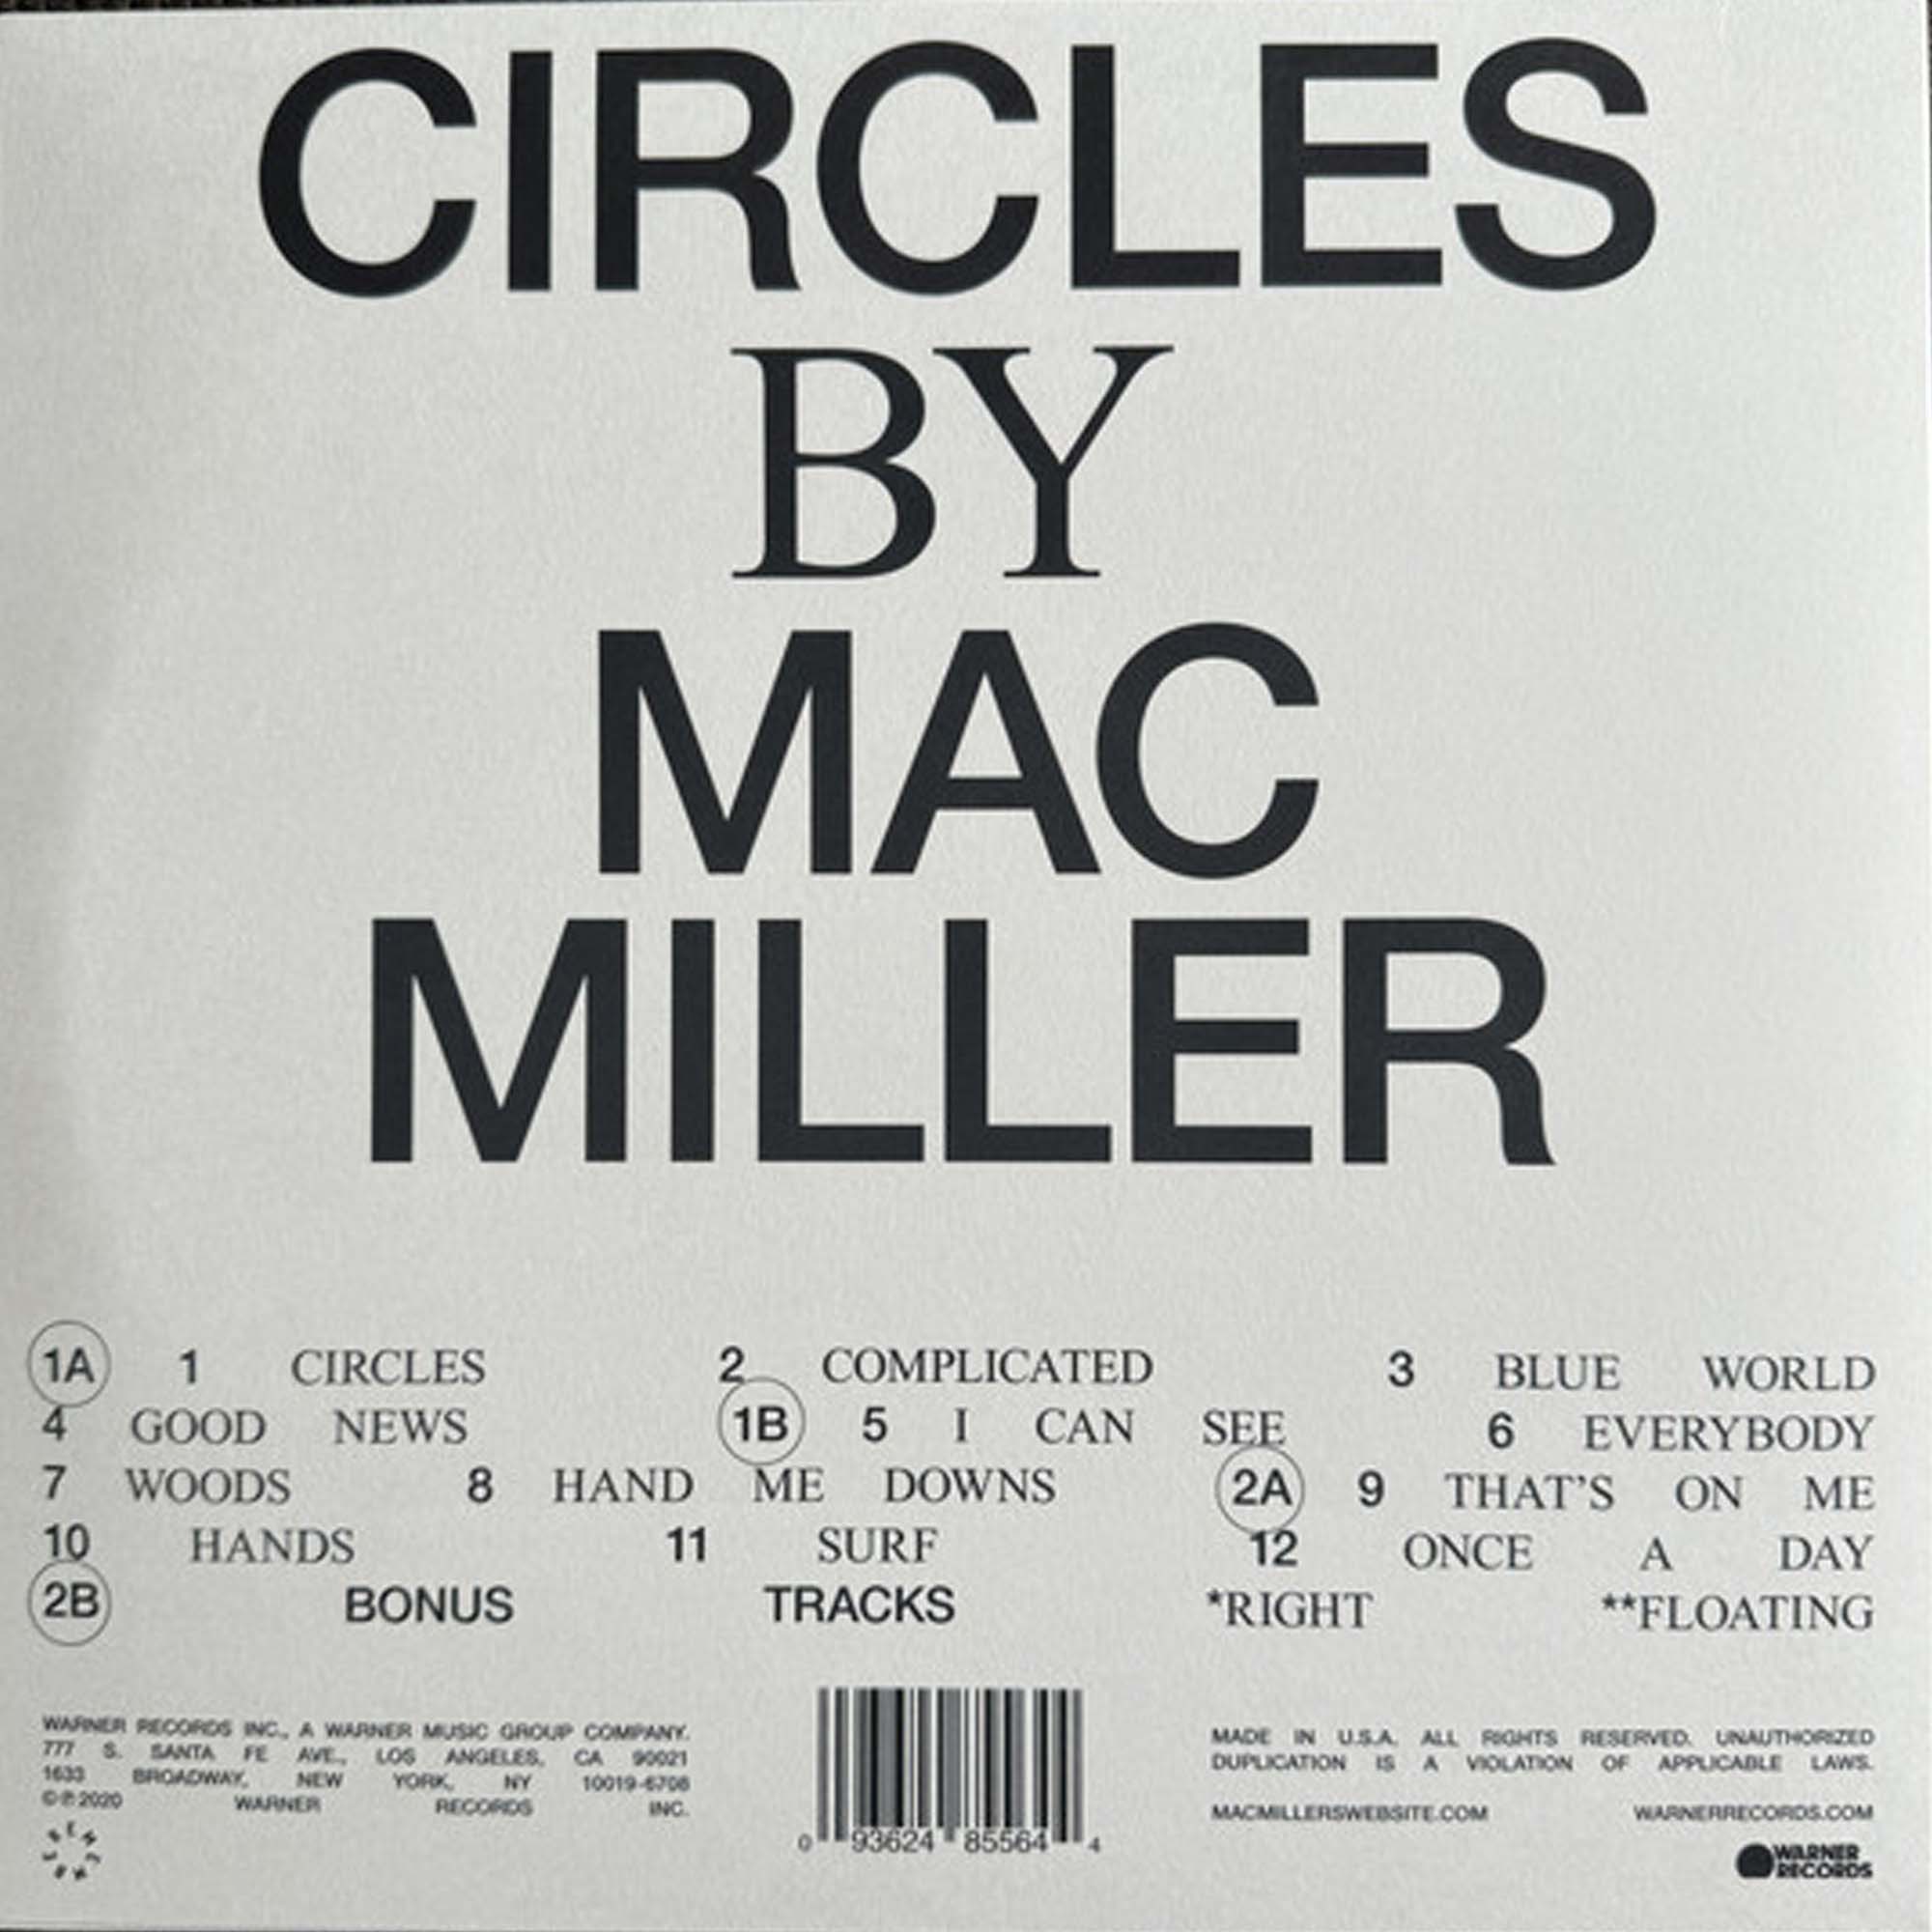 CIRCLES
BY
MAC
MILLER
1A 1 CIRCLES 2 COMPLICATED 3 BLUE WORLD
4 GOOD NEWS 1B 5 I CAN SEE 6 EVERYBODY
7 WOODS 8 HAND ME DOWNS 2A 9 THAT'S ON ME
10 HANDS 11 SURF 12 ONCE A DAY
2B BONUS TRACKS *RIGHT **FLOATING
WARNER RECORDS INC., A WARNER MUSIC GROUP COMPANY.
777 S. SANTA FE AVE., LOS ANGELES, CA 90021
1633 BROADWAY, NEW YORK, NY 10019-6708
©℗ 2020 WARNER RECORDS INC.
0 93624 85564 4
MADE IN U.S.A. ALL RIGHTS RESERVED. UNAUTHORIZED
DUPLICATION IS A VIOLATION OF APPLICABLE LAWS.
MACMILLERSWEBSITE.COM WARNERRECORDS.COM
WARNER
RECORDS